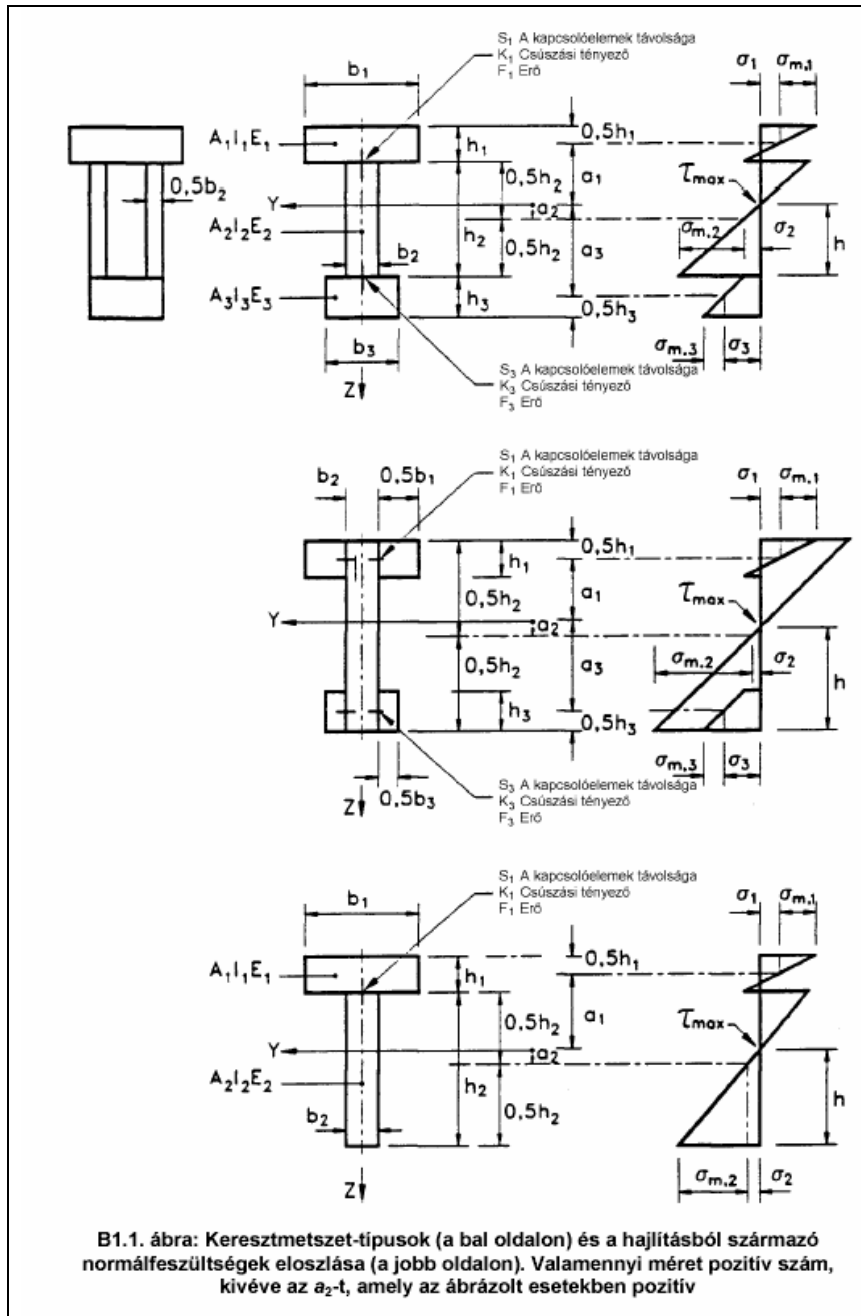 S₁ A kapcsolóelemek távolsága
K₁ Csúszási tényező
F₁ Erő
b₁
σ₁
σm,1
A₁I₁E₁
0,5h₁
h₁
0,5b₂
0,5h₂
a₁
τmax
Y
a₂
A₂I₂E₂
h₂
σm,2
σ₂
h
b₂
0,5h₂
a₃
A₃I₃E₃
h₃
0,5h₃
b₃
σm,3
σ₃
Z
S₃ A kapcsolóelemek távolsága
K₃ Csúszási tényező
F₃ Erő
S₁ A kapcsolóelemek távolsága
K₁ Csúszási tényező
F₁ Erő
b₂
0,5b₁
σ₁
σm,1
0,5h₁
h₁
0,5h₂
a₁
τmax
Y
a₂
σm,2
σ₂
0,5h₂
a₃
h
h₃
0,5h₃
σm,3
σ₃
Z
0,5b₃
S₃ A kapcsolóelemek távolsága
K₃ Csúszási tényező
F₃ Erő
S₁ A kapcsolóelemek távolsága
K₁ Csúszási tényező
F₁ Erő
b₁
σ₁
σm,1
A₁I₁E₁
0,5h₁
h₁
a₁
0,5h₂
τmax
Y
a₂
A₂I₂E₂
h₂
b₂
0,5h₂
h
Z
σm,2
σ₂
B1.1. ábra: Keresztmetszet-típusok (a bal oldalon) és a hajlításból származó
normálfeszültségek eloszlása (a jobb oldalon). Valamennyi méret pozitív szám,
kivéve az a₂-t, amely az ábrázolt esetekben pozitív